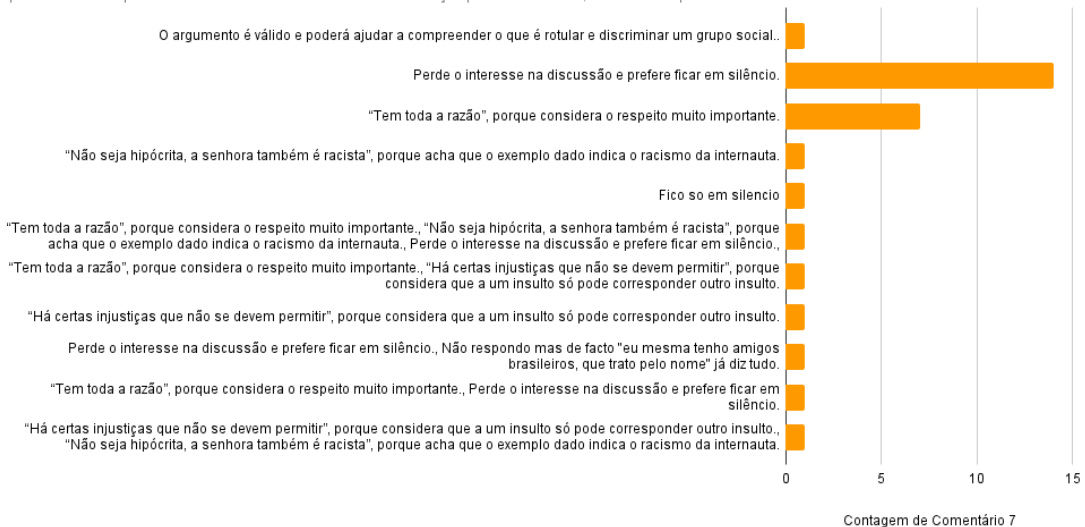 O argumento é válido e poderá ajudar a compreender o que é rotular e discriminar um grupo social..
Perde o interesse na discussão e prefere ficar em silêncio.
“Tem toda a razão”, porque considera o respeito muito importante.
“Não seja hipócrita, a senhora também é racista”, porque acha que o exemplo dado indica o racismo da internauta.
Fico so em silencio
“Tem toda a razão”, porque considera o respeito muito importante., “Não seja hipócrita, a senhora também é racista”, porque
acha que o exemplo dado indica o racismo da internauta., Perde o interesse na discussão e prefere ficar em silêncio.,
“Tem toda a razão”, porque considera o respeito muito importante., “Há certas injustiças que não se devem permitir”, porque
considera que a um insulto só pode corresponder outro insulto.
“Há certas injustiças que não se devem permitir”, porque considera que a um insulto só pode corresponder outro insulto.
Perde o interesse na discussão e prefere ficar em silêncio., Não respondo mas de facto "eu mesma tenho amigos
brasileiros, que trato pelo nome" já diz tudo.
“Tem toda a razão”, porque considera o respeito muito importante., Perde o interesse na discussão e prefere ficar em
silêncio.
“Há certas injustiças que não se devem permitir”, porque considera que a um insulto só pode corresponder outro insulto.,
“Não seja hipócrita, a senhora também é racista”, porque acha que o exemplo dado indica o racismo da internauta.
0 5 10 15
Contagem de Comentário 7